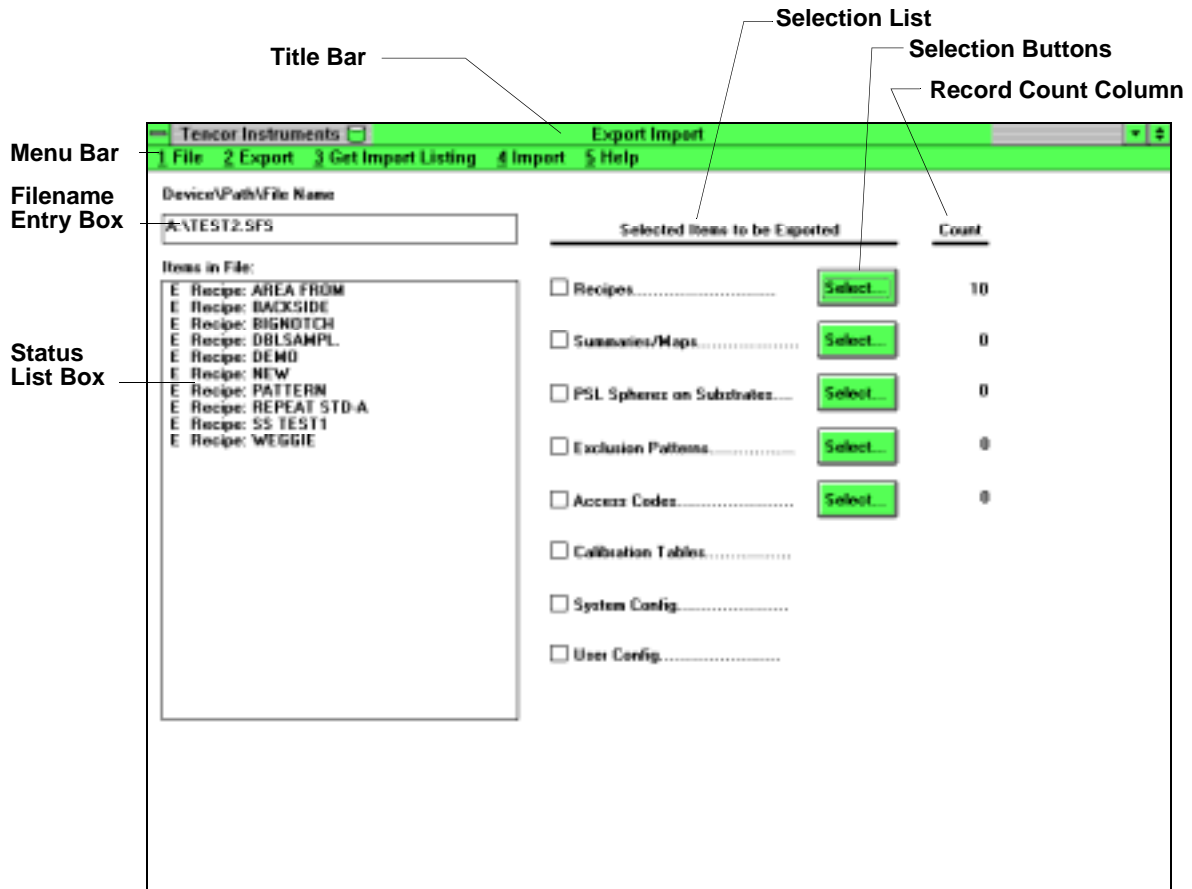 Selection List
Title Bar
Selection Buttons
Record Count Column
Tencor Instruments
Export Import
Menu Bar
1 File 2 Export 3 Get Import Listing 4 Import 5 Help
Filename
Entry Box
Device\Path\File Name
A:\TEST2.SFS
Selected Items to be Exported
Count
Items in File:
E Recipe: AREA FROM
E Recipe: BACKSIDE
E Recipe: BIGNOTCH
E Recipe: DBLSAMPL.
E Recipe: DEMO
E Recipe: NEW
E Recipe: PATTERN
E Recipe: REPEAT STD-A
E Recipe: SS TEST1
E Recipe: WEGGIE
Status
List Box
Recipes........................... Select... 10
Summaries/Maps................... Select... 0
PSL Spheres on Substrates.... Select... 0
Exclusion Patterns................ Select... 0
Access Codes...................... Select... 0
Calibration Tables................
System Config.....................
User Config.......................